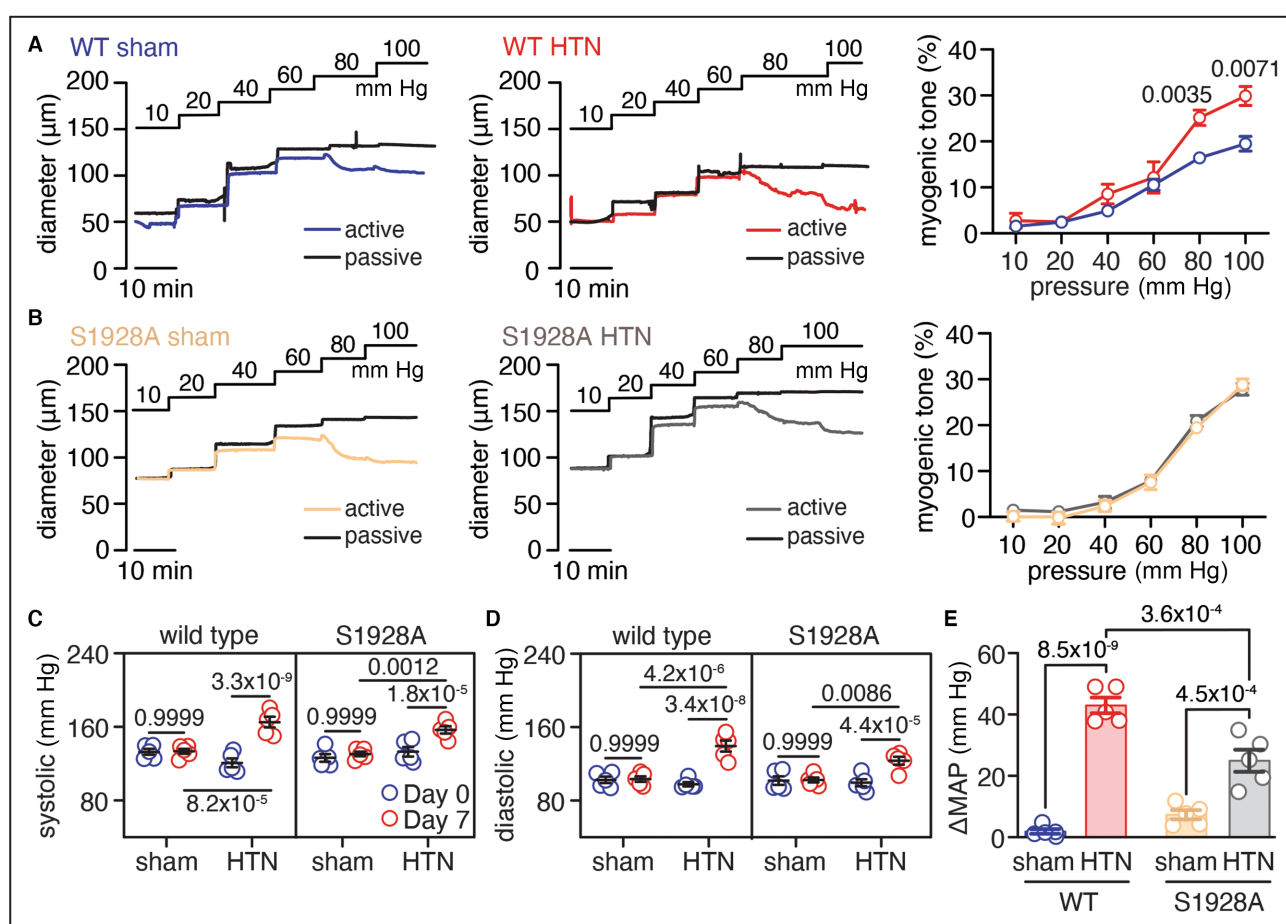 A
WT sham
200
150
100
50
0
diameter (µm)
10
20
40
60
80
100
mm Hg
active
passive
10 min
WT HTN
200
150
100
50
0
diameter (µm)
10
20
40
60
80
100
mm Hg
active
passive
10 min
myogenic tone (%)
40
30
20
10
0
0.0035
0.0071
10 20 40 60 80 100
pressure (mm Hg)
B
S1928A sham
200
150
100
50
0
diameter (µm)
10
20
40
60
80
100
mm Hg
active
passive
10 min
S1928A HTN
200
150
100
50
0
diameter (µm)
10
20
40
60
80
100
mm Hg
active
passive
10 min
myogenic tone (%)
40
30
20
10
0
10 20 40 60 80 100
pressure (mm Hg)
C
wild type
S1928A
systolic (mm Hg)
240
160
80
0.9999
3.3x10-9
8.2x10-5
0.9999
0.0012
1.8x10-5
Day 0
Day 7
sham HTN sham HTN
D
wild type
S1928A
diastolic (mm Hg)
240
160
80
0.9999
4.2x10-6
3.4x10-8
0.9999
0.0086
4.4x10-5
sham HTN sham HTN
E
ΔMAP (mm Hg)
60
40
20
0
8.5x10-9
3.6x10-4
4.5x10-4
sham HTN sham HTN
WT S1928A